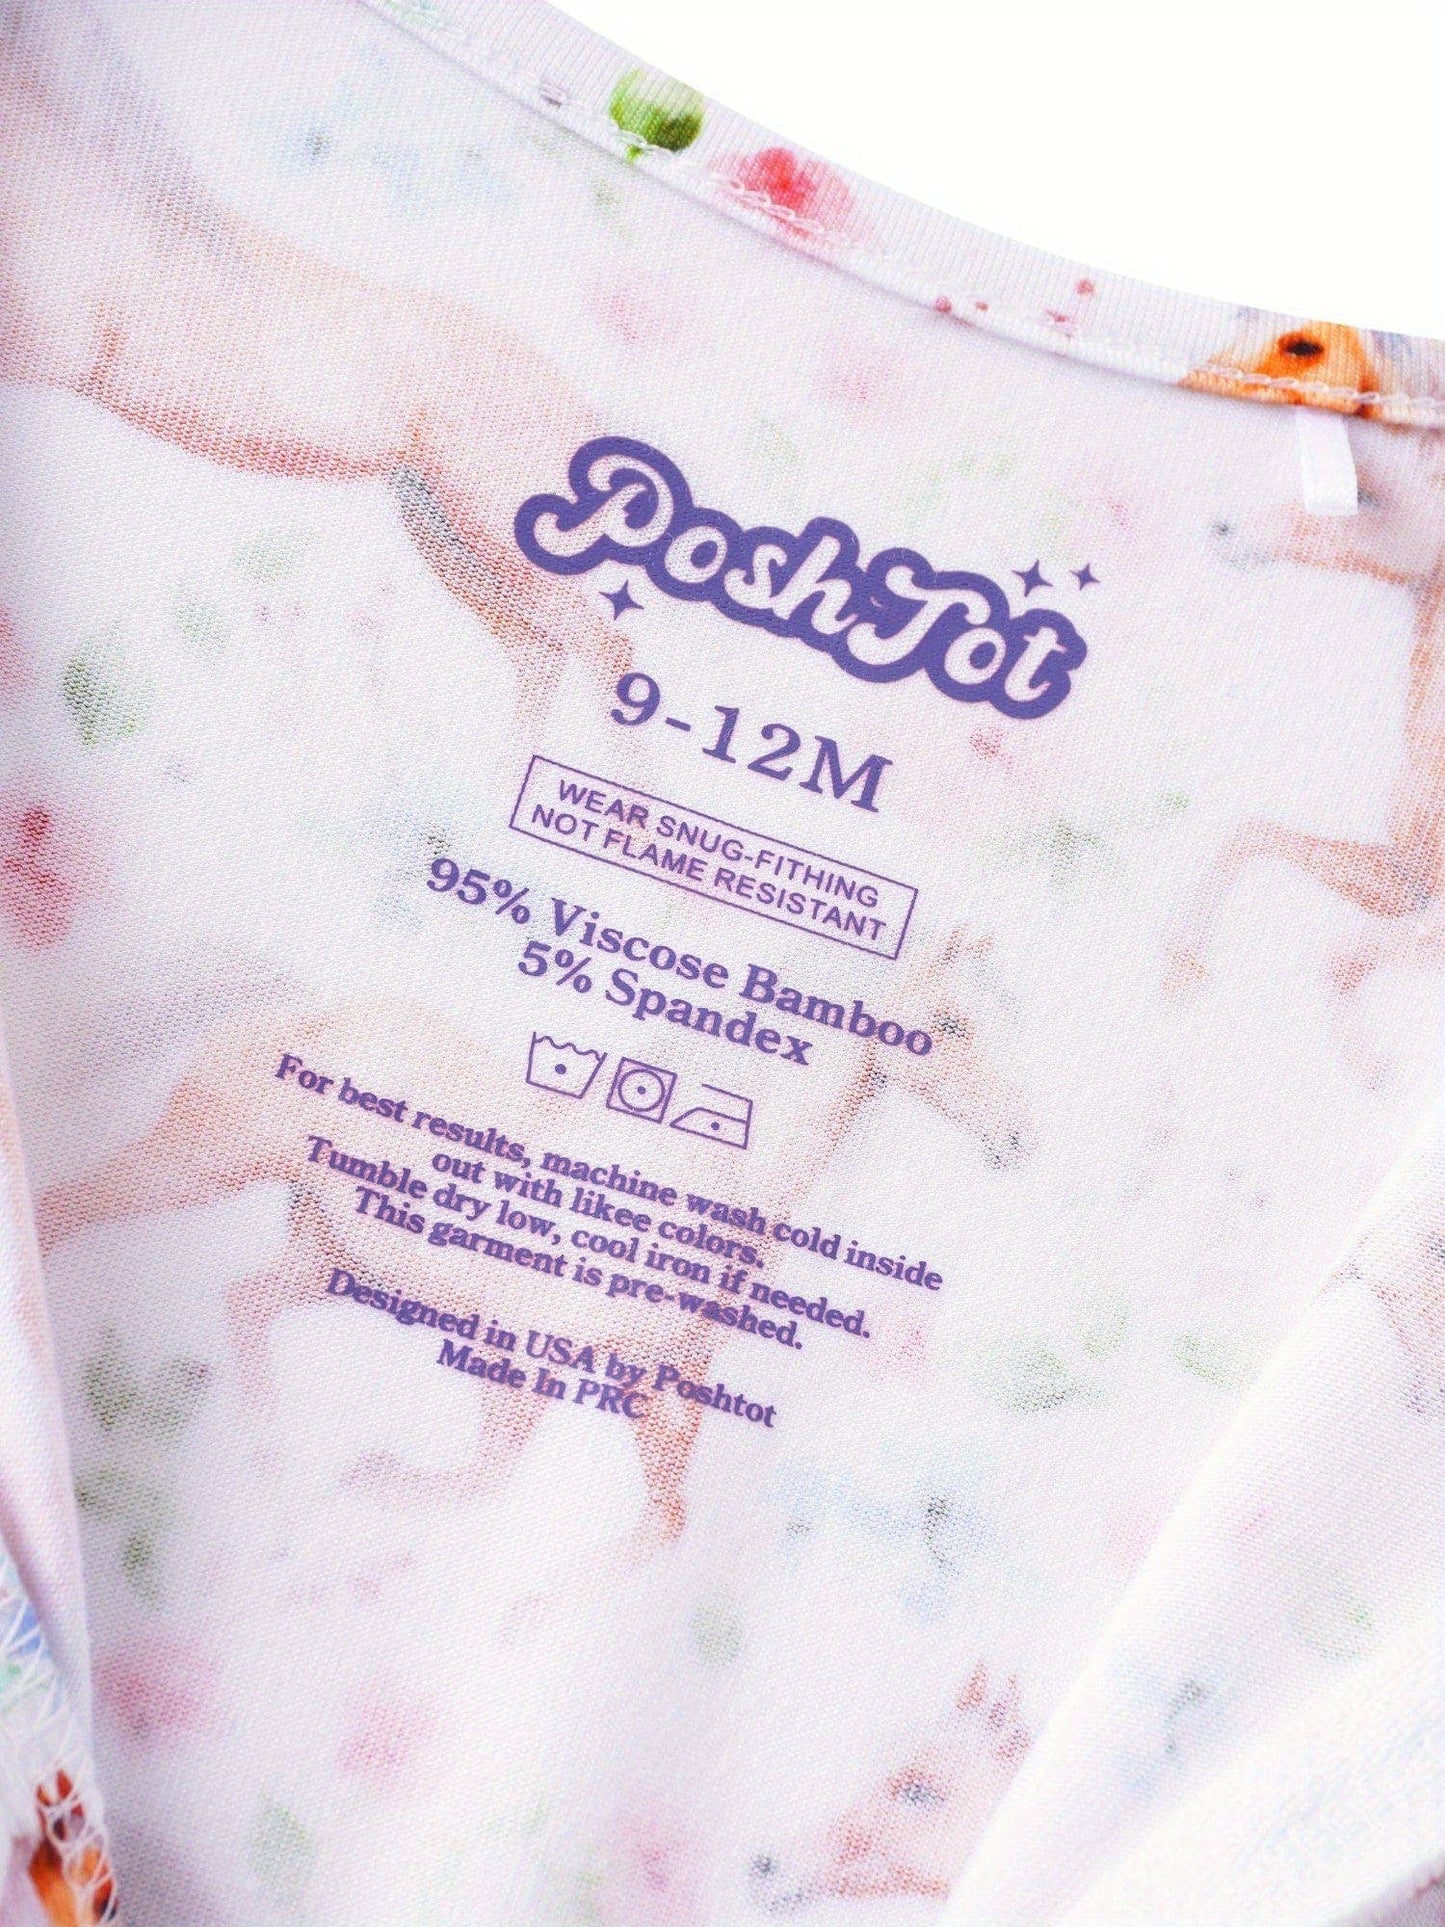 PoshTot
9-12M
WEAR SNUG-FITHING
NOT FLAME RESISTANT
95% Viscose Bamboo
5% Spandex
For best results, machine wash cold inside
out with likee colors.
Tumble dry low, cool iron if needed.
This garment is pre-washed.
Designed in USA by Poshtot
Made In PRC